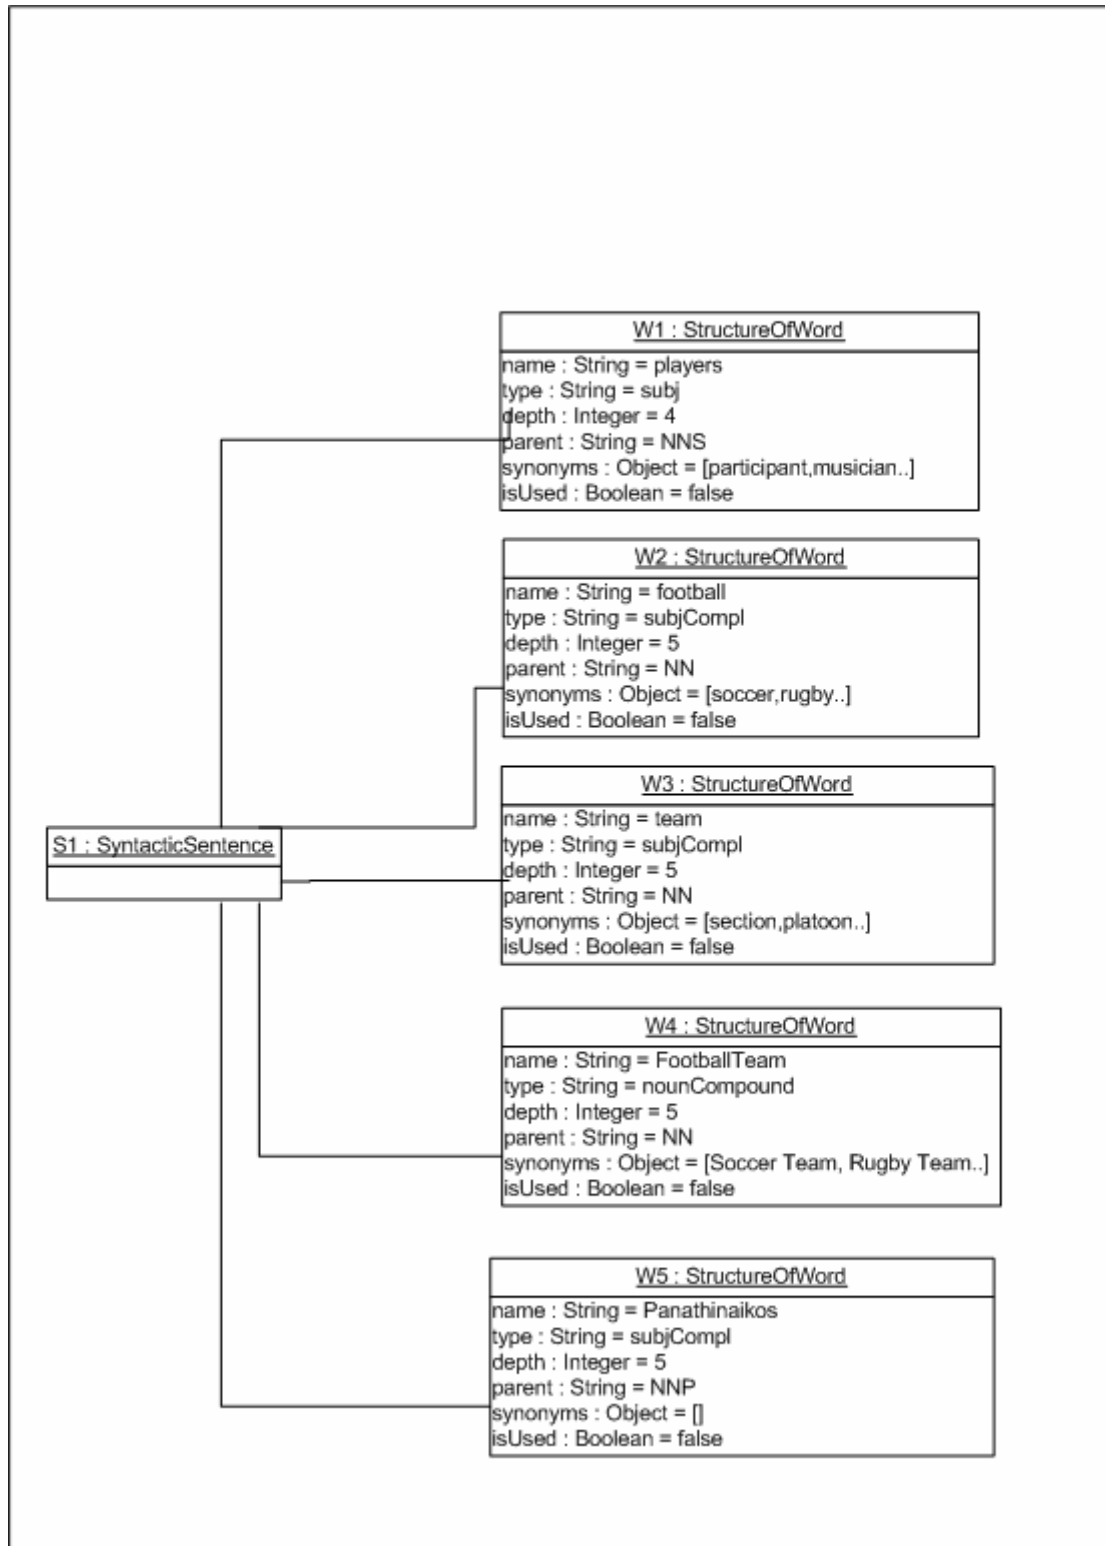 W1 : StructureOfWord
name : String = players
type : String = subj
depth : Integer = 4
parent : String = NNS
synonyms : Object = [participant,musician..]
isUsed : Boolean = false
W2 : StructureOfWord
name : String = football
type : String = subjCompl
depth : Integer = 5
parent : String = NN
synonyms : Object = [soccer,rugby..]
isUsed : Boolean = false
W3 : StructureOfWord
name : String = team
type : String = subjCompl
depth : Integer = 5
parent : String = NN
synonyms : Object = [section,platoon..]
isUsed : Boolean = false
S1 : SyntacticSentence
W4 : StructureOfWord
name : String = FootballTeam
type : String = nounCompound
depth : Integer = 5
parent : String = NN
synonyms : Object = [Soccer Team, Rugby Team..]
isUsed : Boolean = false
W5 : StructureOfWord
name : String = Panathinaikos
type : String = subjCompl
depth : Integer = 5
parent : String = NNP
synonyms : Object = []
isUsed : Boolean = false